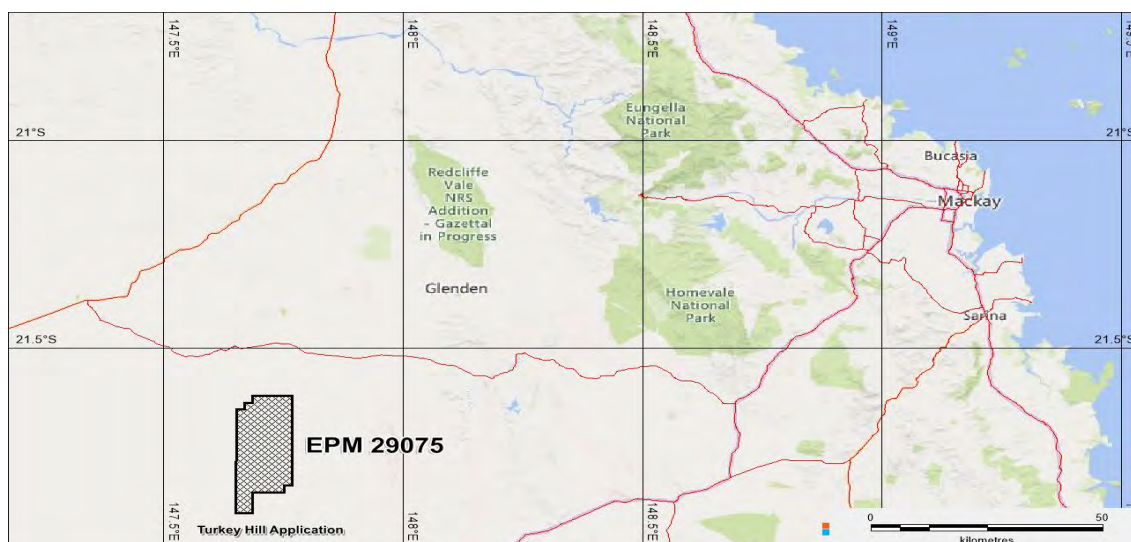 147.5°E
148°E
148.5°E
149°E
149.5°E
Eungella
National
Park
21°S
Bucasia
Redcliffe
Vale
NRS
Addition
- Gazettal
in Progress
Mackay
Glenden
Homevale
National
Park
Sarina
21.5°S
21.5°S
EPM 29075
147.5°E
148°E
148.5°E
Turkey Hill Application
0
50
kilometres